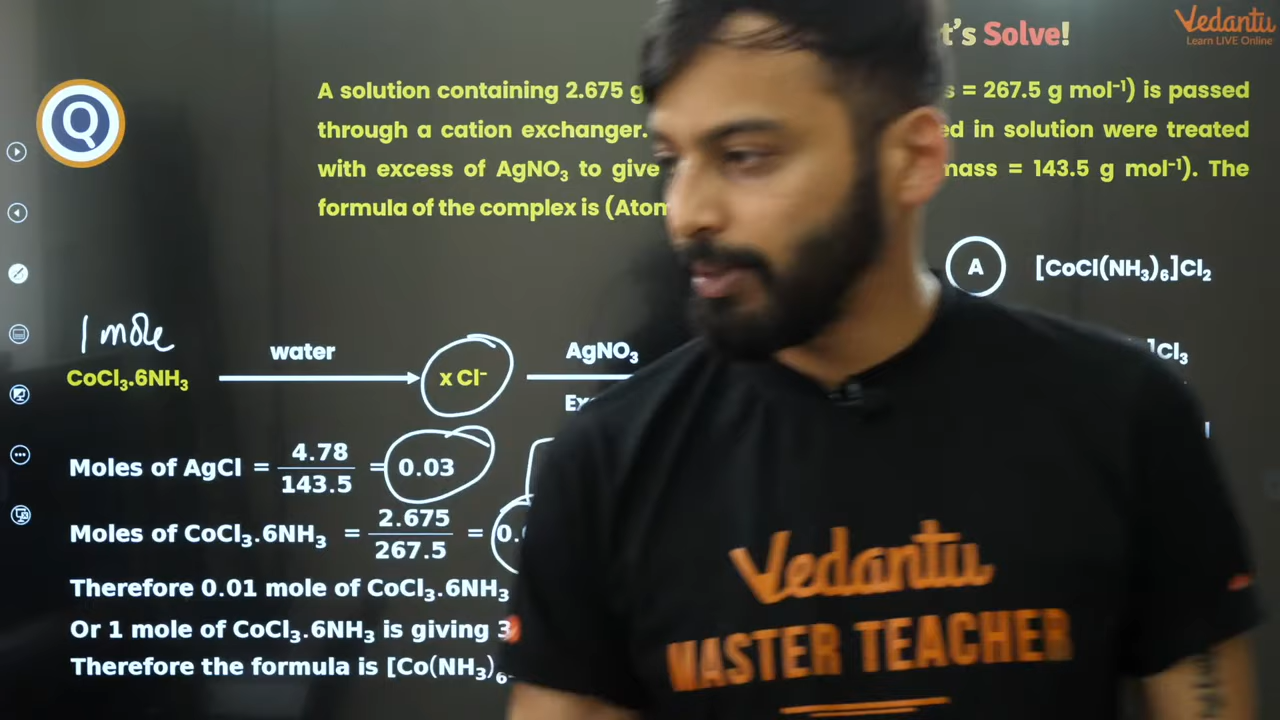 t's Solve!
Vedantu
Learn LIVE Online
Q
A solution containing 2.675 g s = 267.5 g mol⁻¹) is passed
through a cation exchanger. ed in solution were treated
with excess of AgNO₃ to give mass = 143.5 g mol⁻¹). The
formula of the complex is (Atom
A [CoCl(NH₃)₆]Cl₂
1 mole
water
AgNO₃
]Cl₃
CoCl₃.6NH₃
x Cl⁻
Ex
Moles of AgCl = 4.78/143.5 = 0.03
Moles of CoCl₃.6NH₃ = 2.675/267.5 = 0.
Therefore 0.01 mole of CoCl₃.6NH₃
Or 1 mole of CoCl₃.6NH₃ is giving 3
Therefore the formula is [Co(NH₃)₆
Vedantu
MASTER TEACHER